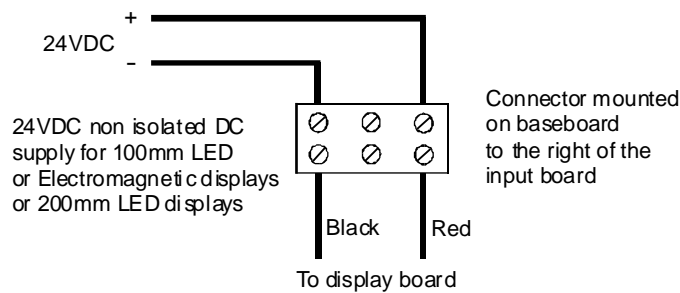 +
24VDC
-
24VDC non isolated DC
supply for 100mm LED
or Electromagnetic displays
or 200mm LED displays
Connector mounted
on baseboard
to the right of the
input board
Black
Red
To display board